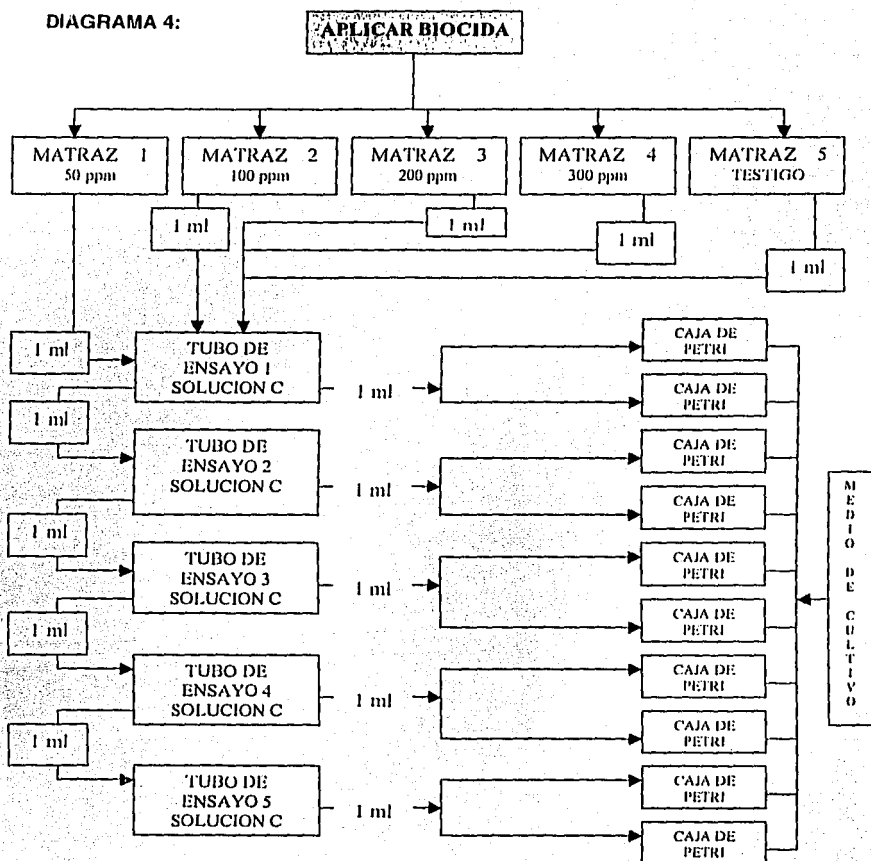 DIAGRAMA 4:
APLICAR BIOCIDA
MATRAZ 1
50 ppm
MATRAZ 2
100 ppm
MATRAZ 3
200 ppm
MATRAZ 4
300 ppm
MATRAZ 5
TESTIGO
1 ml
1 ml
1 ml
1 ml
1 ml
TUBO DE
ENSAYO 1
SOLUCION C
1 ml
CAJA DE
PETRI
CAJA DE
PETRI
1 ml
TUBO DE
ENSAYO 2
SOLUCION C
1 ml
CAJA DE
PETRI
CAJA DE
PETRI
1 ml
TUBO DE
ENSAYO 3
SOLUCION C
1 ml
CAJA DE
PETRI
CAJA DE
PETRI
1 ml
TUBO DE
ENSAYO 4
SOLUCION C
1 ml
CAJA DE
PETRI
CAJA DE
PETRI
1 ml
TUBO DE
ENSAYO 5
SOLUCION C
1 ml
CAJA DE
PETRI
CAJA DE
PETRI
MEDIO DE CULTIVO